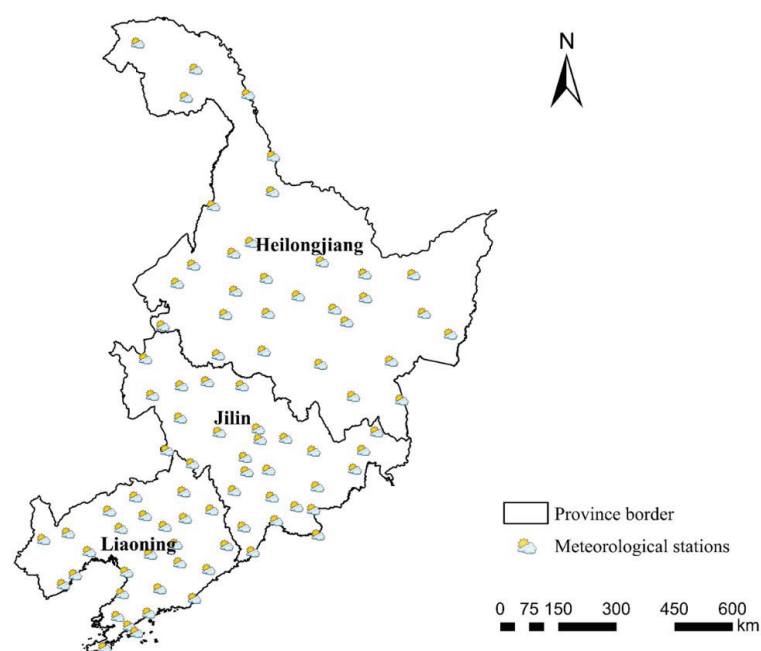 N
Heilongjiang
Jilin
Liaoning
Province border
Meteorological stations
0 75 150 300 450 600
km